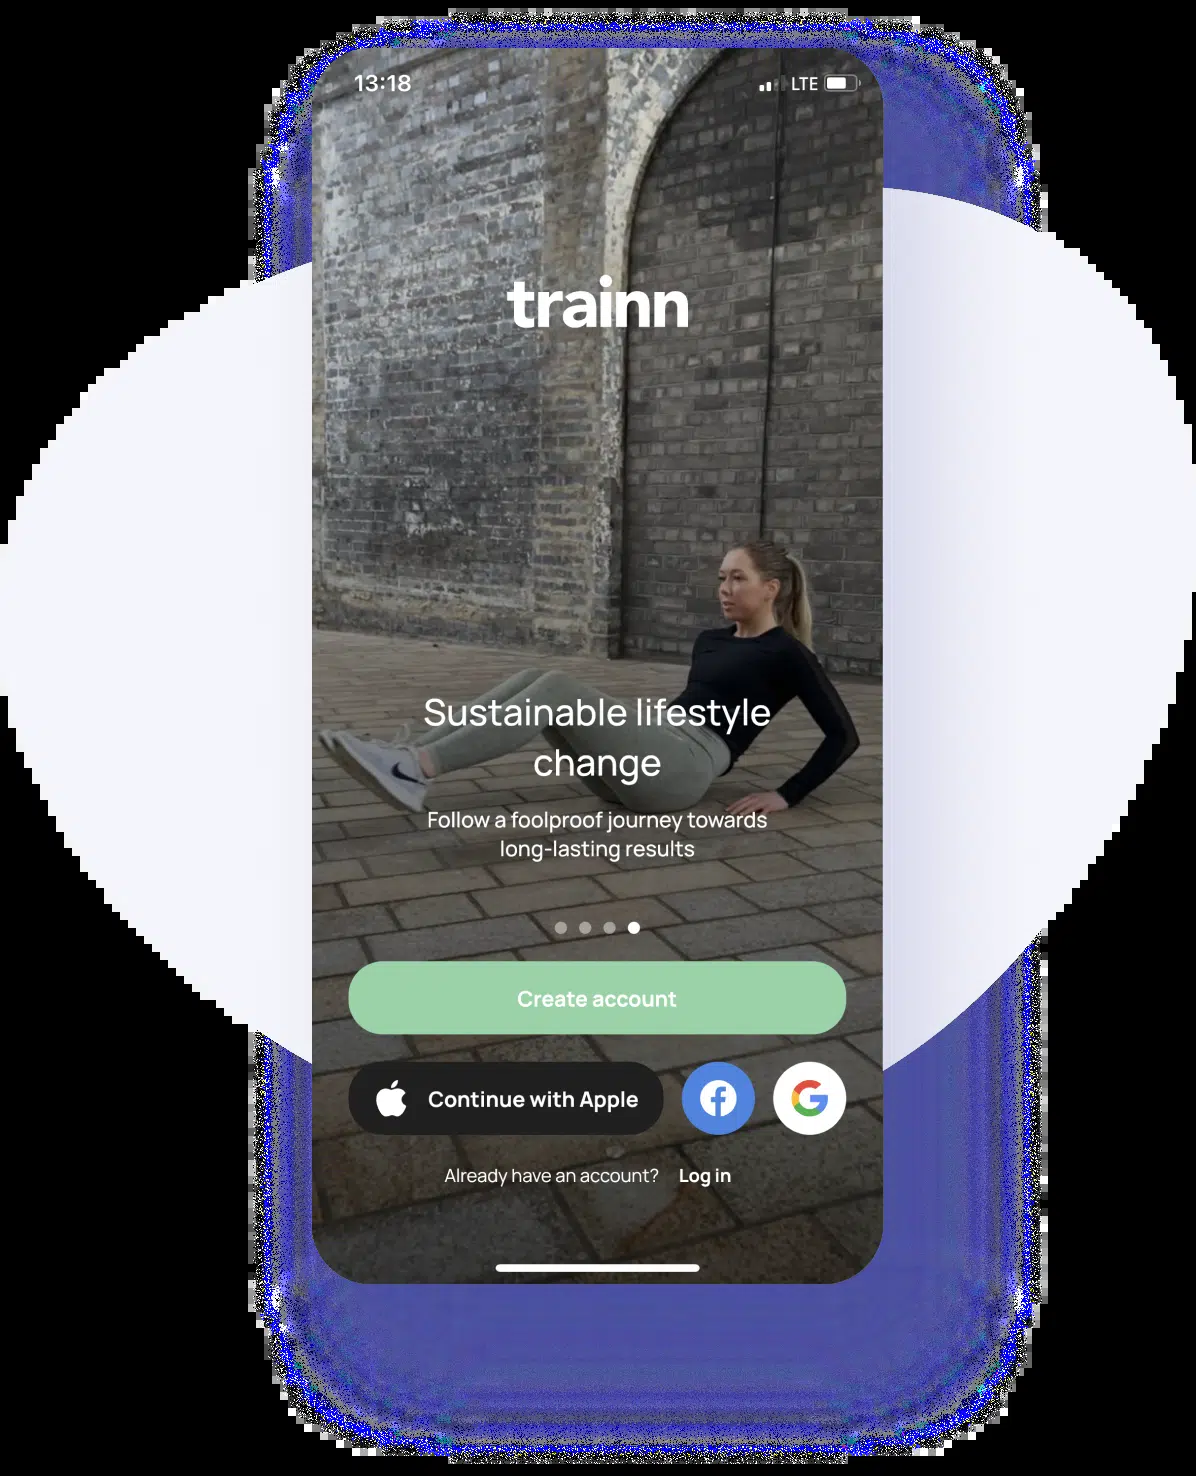 13:18
LTE
trainn
Sustainable lifestyle
change
Follow a foolproof journey towards
long-lasting results
Create account
Continue with Apple
Already have an account? Log in